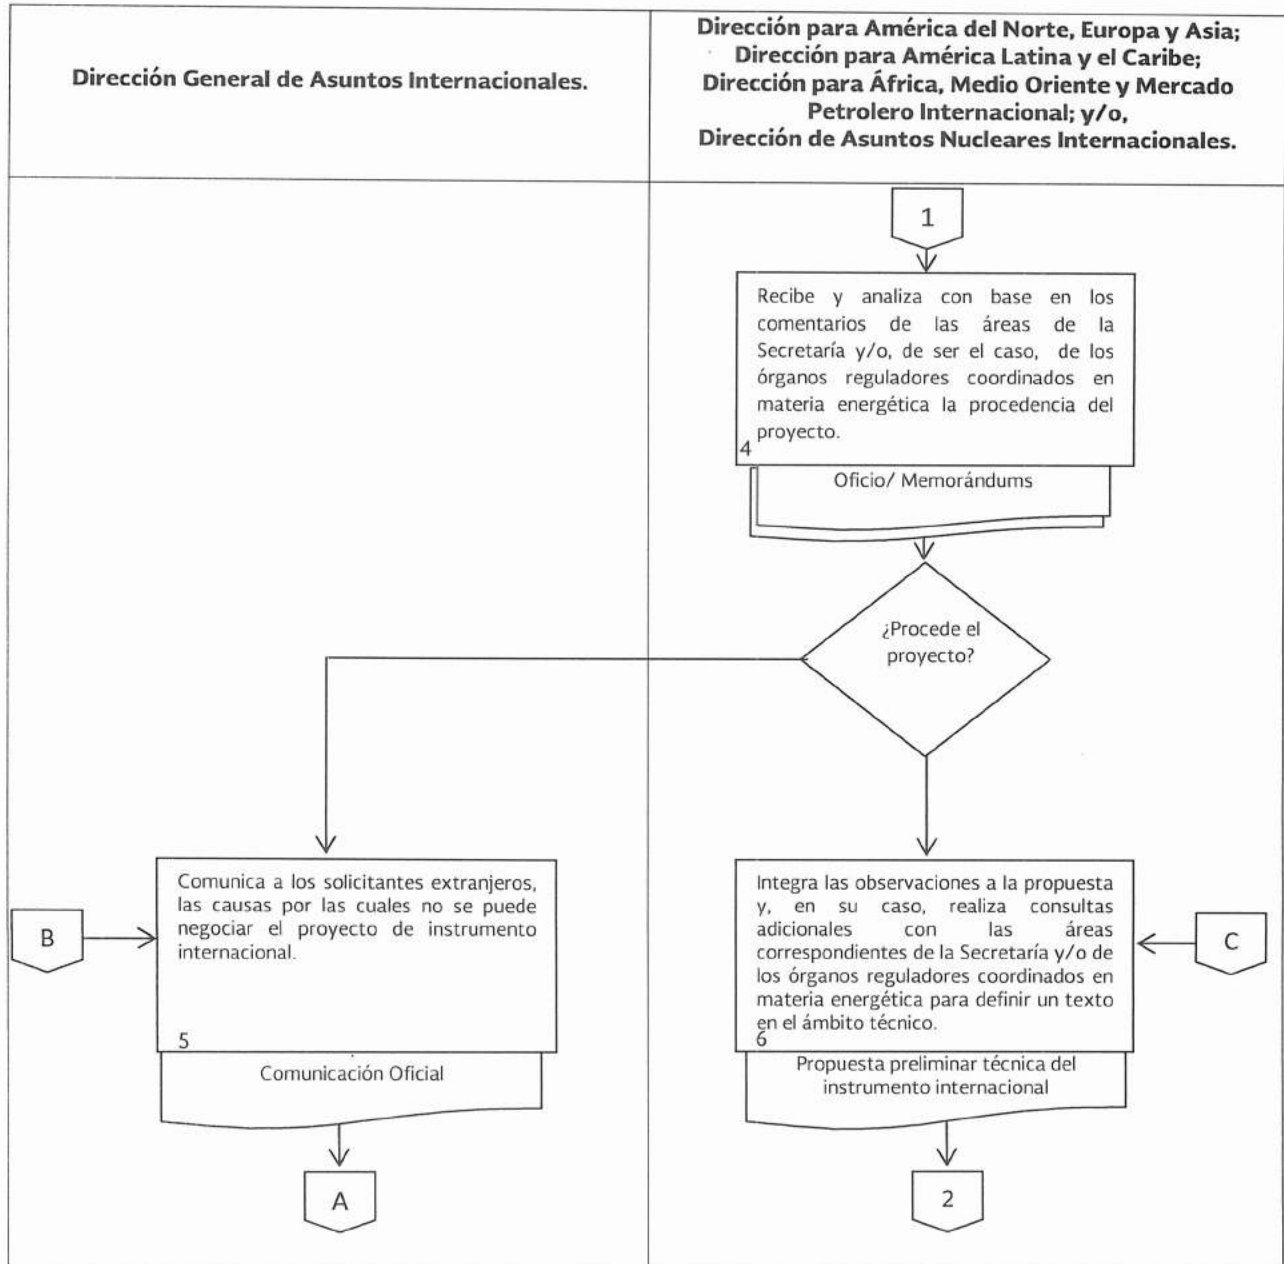 Dirección General de Asuntos Internacionales.
Dirección para América del Norte, Europa y Asia;
Dirección para América Latina y el Caribe;
Dirección para África, Medio Oriente y Mercado
Petrolero Internacional; y/o,
Dirección de Asuntos Nucleares Internacionales.
1
Recibe y analiza con base en los
comentarios de las áreas de la
Secretaría y/o, de ser el caso, de los
órganos reguladores coordinados en
materia energética la procedencia del
proyecto.
4
Oficio/ Memorándums
¿Procede el
proyecto?
B
Comunica a los solicitantes extranjeros,
las causas por las cuales no se puede
negociar el proyecto de instrumento
internacional.
5
Comunicación Oficial
A
Integra las observaciones a la propuesta
y, en su caso, realiza consultas
adicionales con las áreas
correspondientes de la Secretaría y/o de
los órganos reguladores coordinados en
materia energética para definir un texto
en el ámbito técnico.
6
C
Propuesta preliminar técnica del
instrumento internacional
2